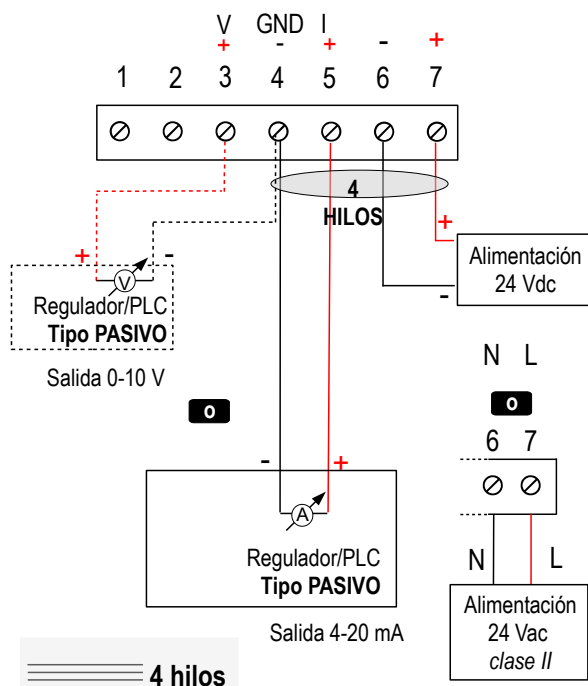 V GND I
+ - + - +
1 2 3 4 5 6 7
4
HILOS
+ -
V
Regulador/PLC
Tipo PASIVO
Salida 0-10 V
+
-
Alimentación
24 Vdc
o
- +
A
Regulador/PLC
Tipo PASIVO
Salida 4-20 mA
N L
o
6 7
N L
Alimentación
24 Vac
clase II
4 hilos